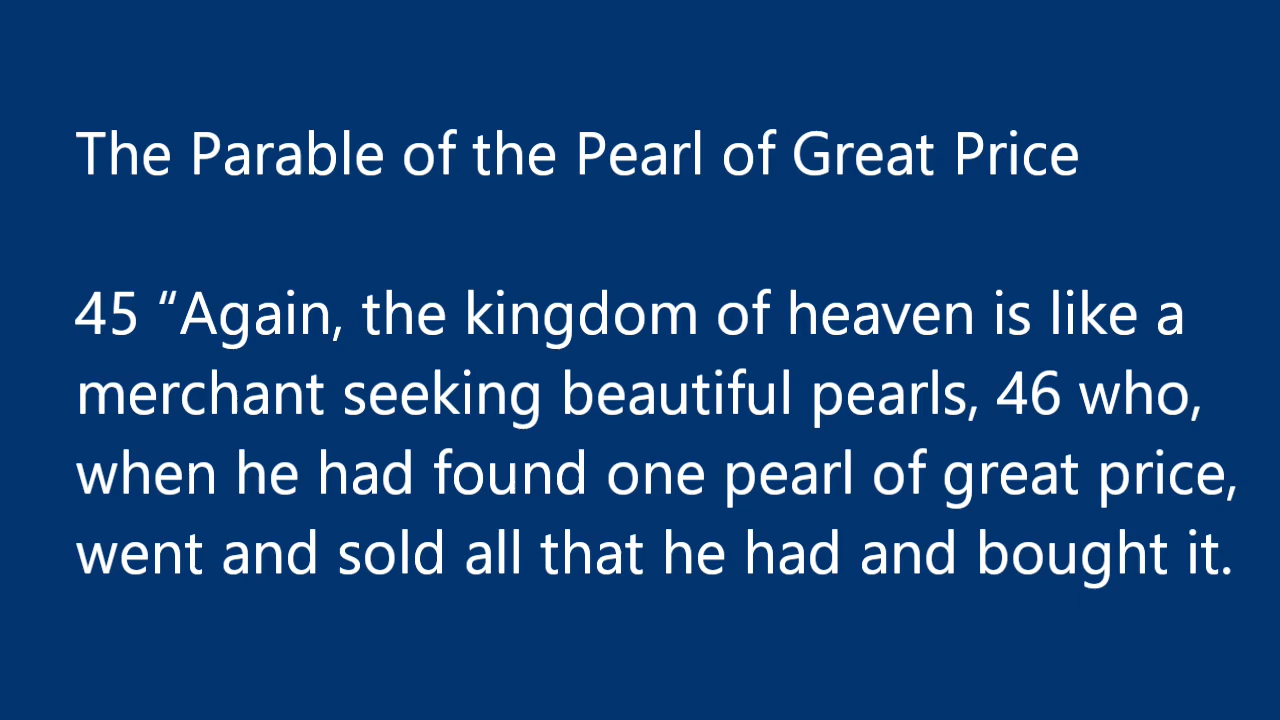 The Parable of the Pearl of Great Price
45 “Again, the kingdom of heaven is like a
merchant seeking beautiful pearls, 46 who,
when he had found one pearl of great price,
went and sold all that he had and bought it.